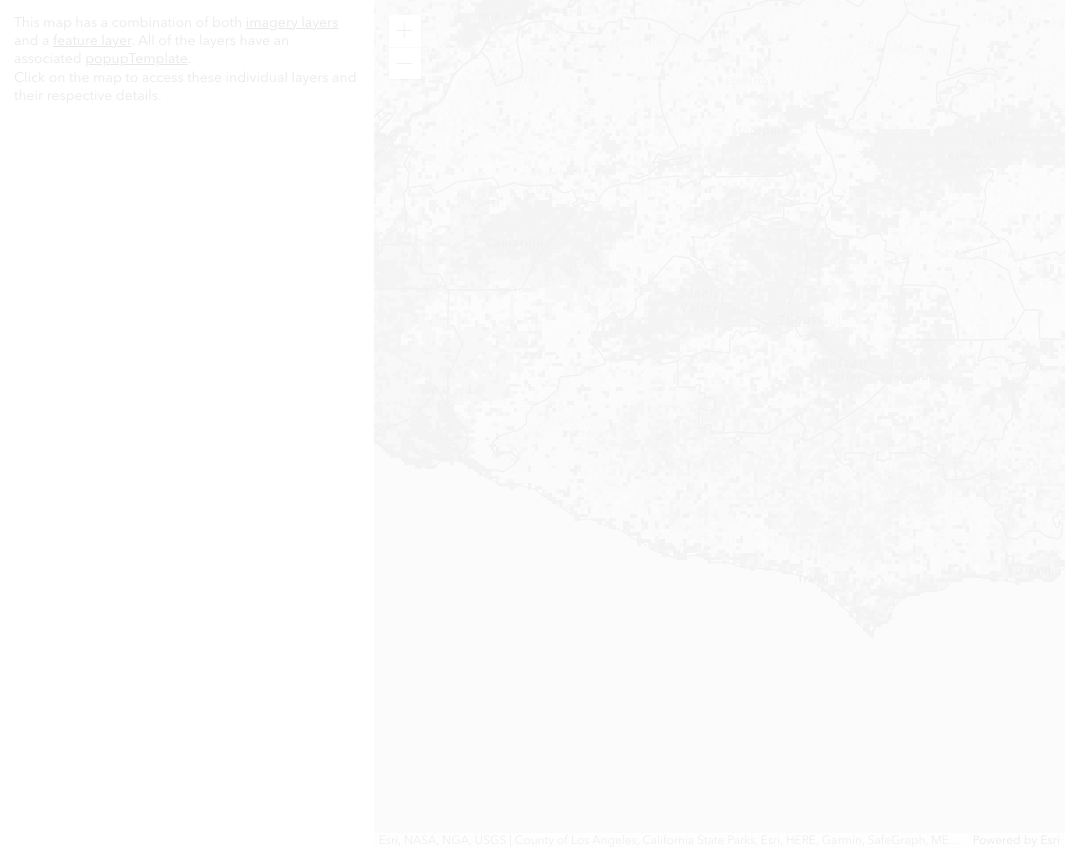 This map has a combination of both imagery layers
and a feature layer. All of the layers have an
associated popupTemplate.
Click on the map to access these individual layers and
their respective details.
Esri, NASA, NGA, USGS | County of Los Angeles, California State Parks, Esri, HERE, Garmin, SafeGraph, ME...
Powered by Esri